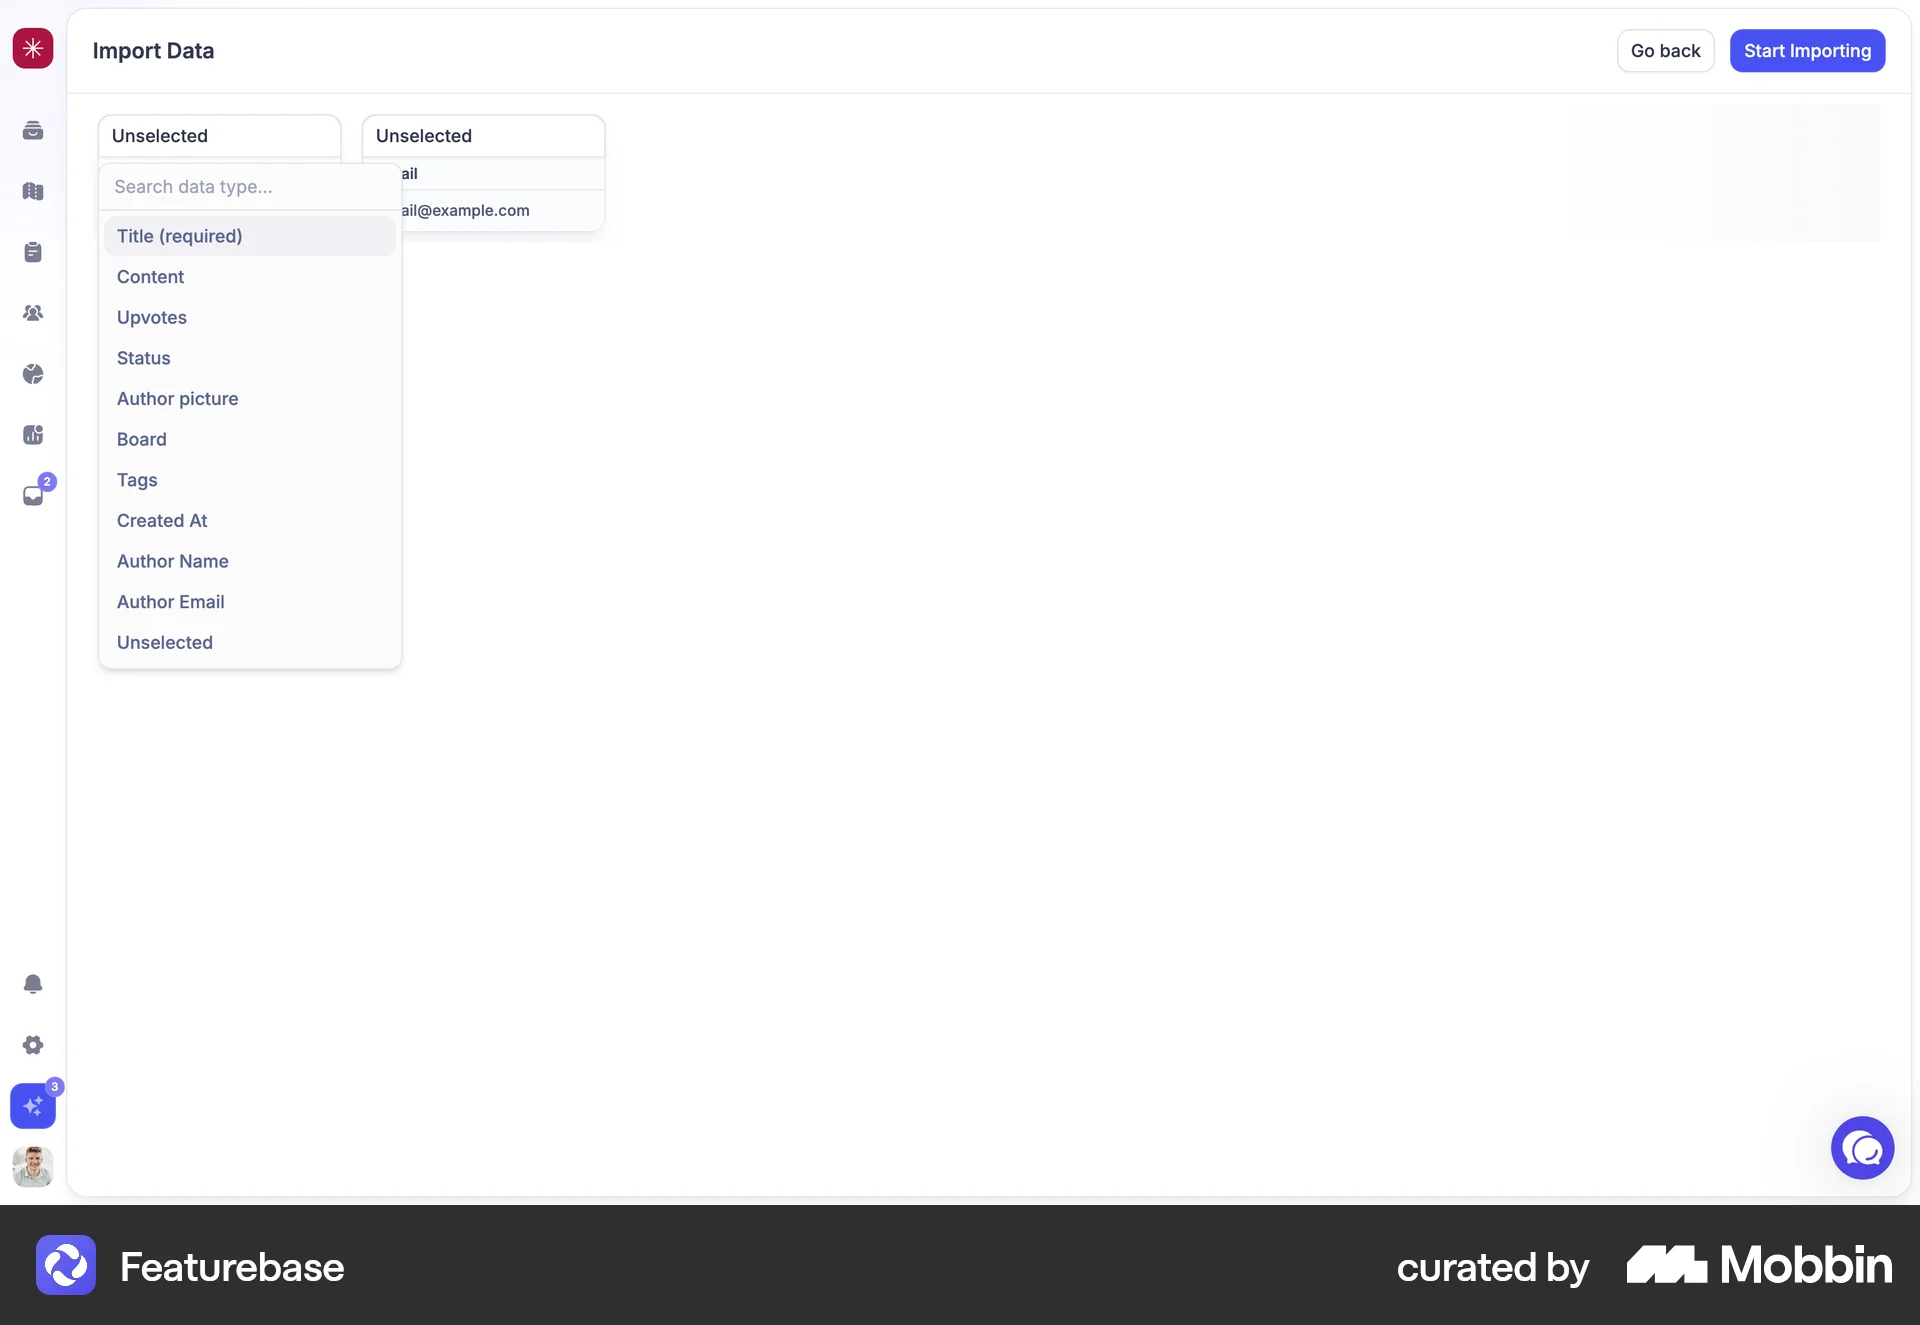 Import Data
Go back
Start Importing
Unselected
Unselected
Search data type...
ail
ail@example.com
Title (required)
Content
Upvotes
Status
Author picture
Board
Tags
Created At
Author Name
Author Email
Unselected
2
3
Featurebase
curated by
Mobbin